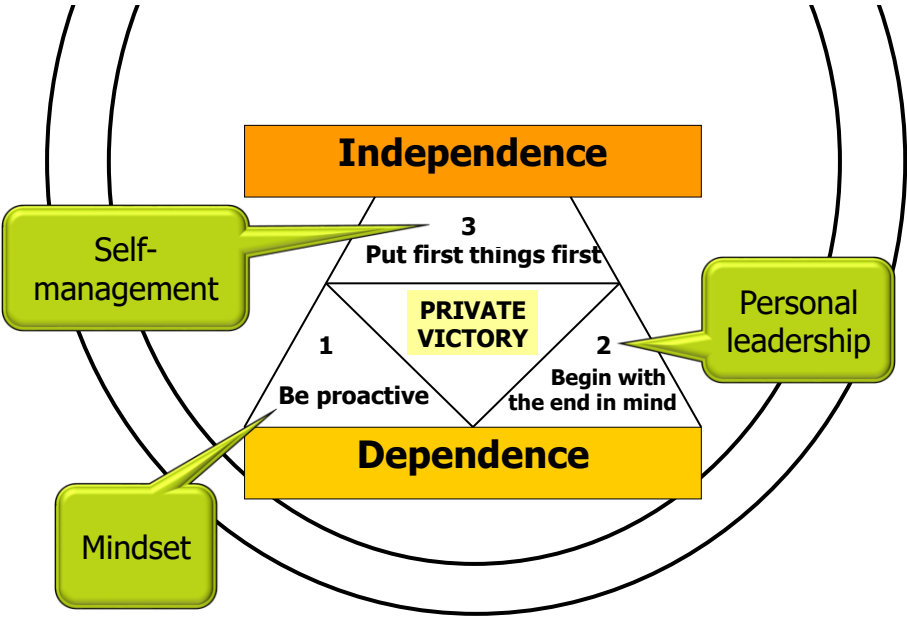 Independence
3
Put first things first
Self-
management
PRIVATE
VICTORY
Personal
leadership
1
Be proactive
2
Begin with
the end in mind
Dependence
Mindset